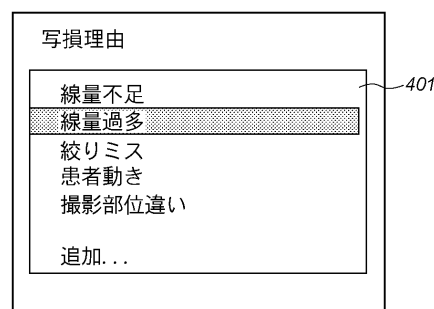 写損理由
線量不足
線量過多
絞りミス
患者動き
撮影部位違い
追加...
401